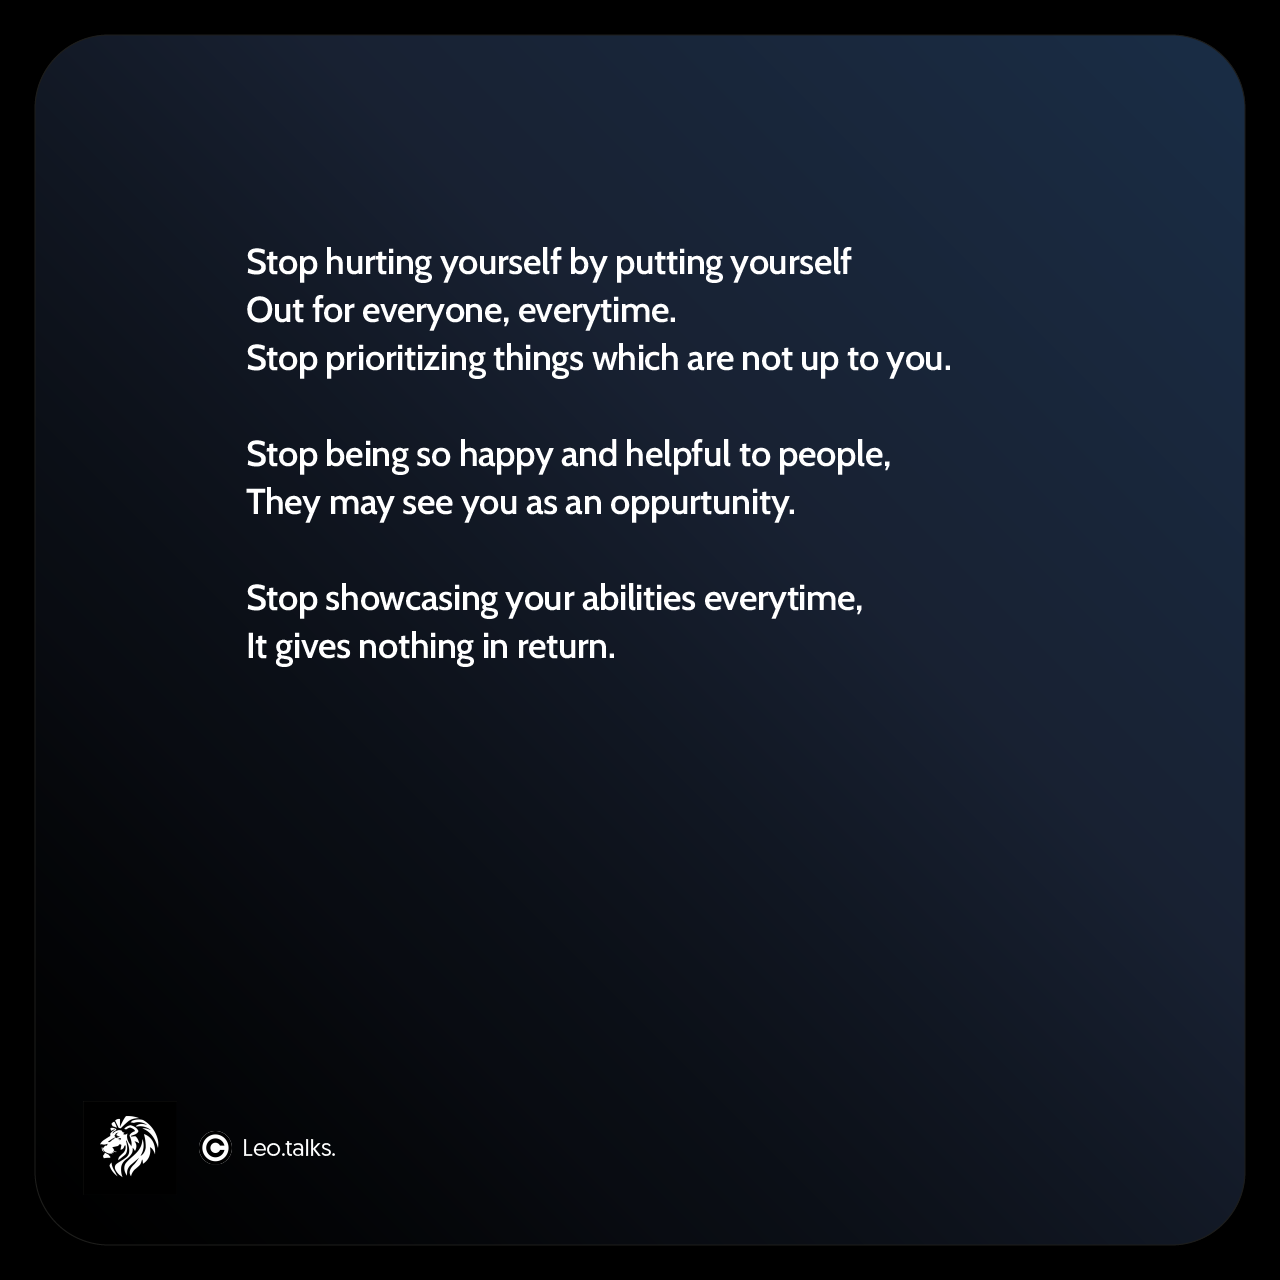 Stop hurting yourself by putting yourself
Out for everyone, everytime.
Stop prioritizing things which are not up to you.
Stop being so happy and helpful to people,
They may see you as an oppurtunity.
Stop showcasing your abilities everytime,
It gives nothing in return.
© Leo.talks.